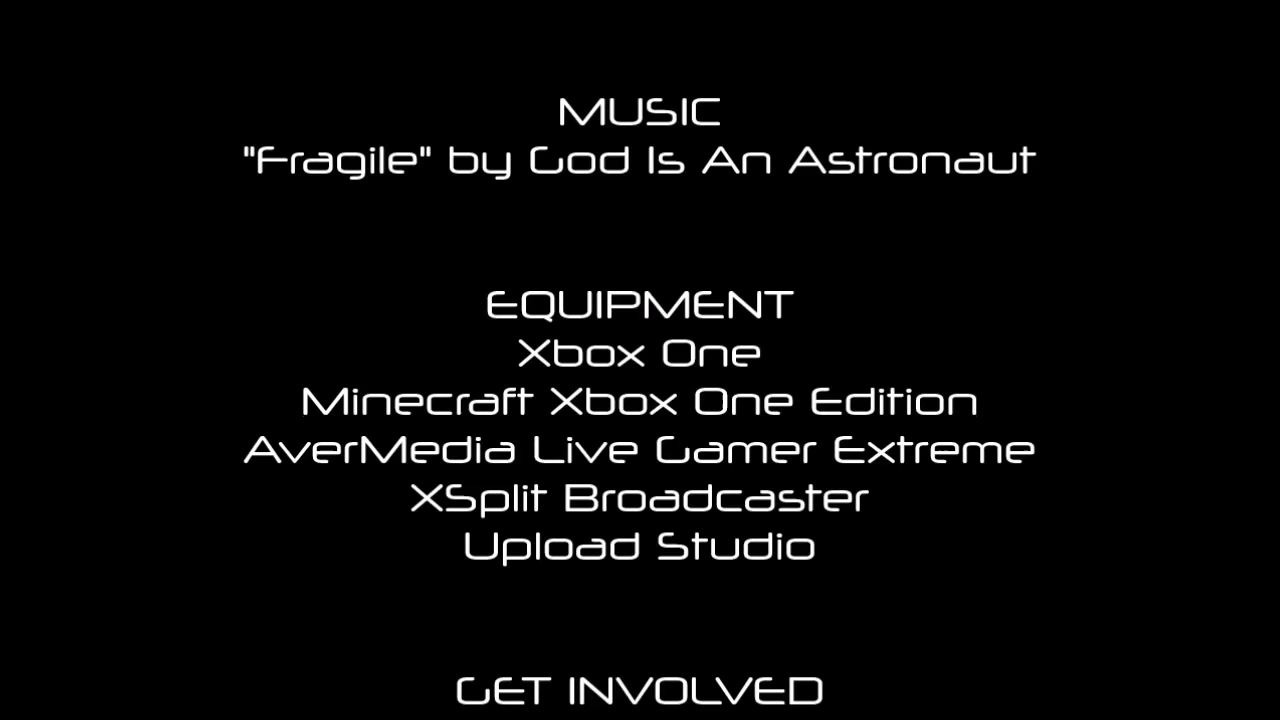 MUSIC
"Fragile" by God Is An Astronaut
EQUIPMENT
Xbox One
Minecraft Xbox One Edition
AverMedia Live Gamer Extreme
XSplit Broadcaster
Upload Studio
GET INVOLVED